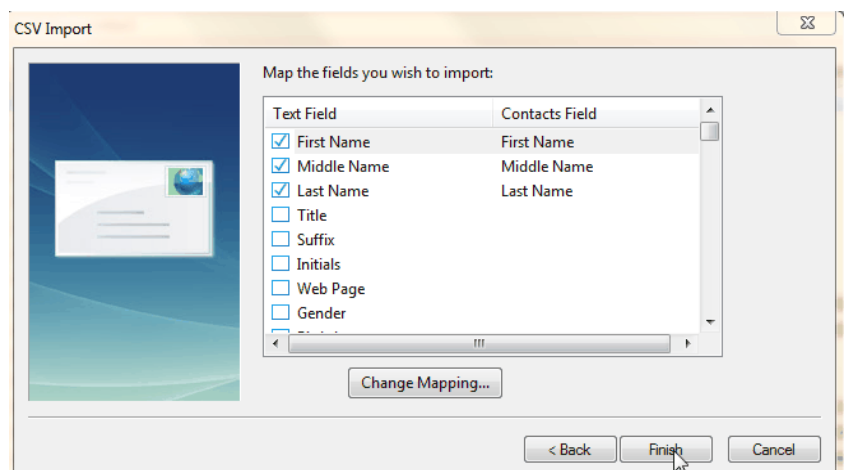 CSV Import
Map the fields you wish to import:
Text Field Contacts Field
First Name First Name
Middle Name Middle Name
Last Name Last Name
Title
Suffix
Initials
Web Page
Gender
Change Mapping...
< Back Finish Cancel